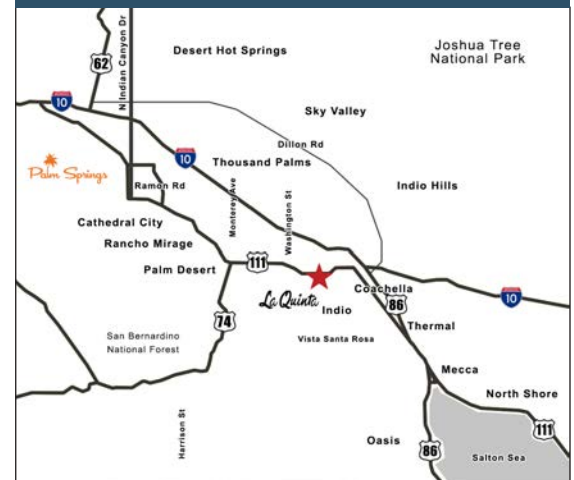 Desert Hot Springs
Joshua Tree
National Park
N Indian Canyon Dr
62
10
Sky Valley
Dillon Rd
10
Thousand Palms
Palm Springs
Ramon Rd
Indio Hills
Monterey Ave
Washington St
Cathedral City
Rancho Mirage
111
Palm Desert
La Quinta
Coachella
10
86
Indio
74
Thermal
San Bernardino
National Forest
Vista Santa Rosa
Mecca
North Shore
Harrison St
111
Oasis
86
Salton Sea